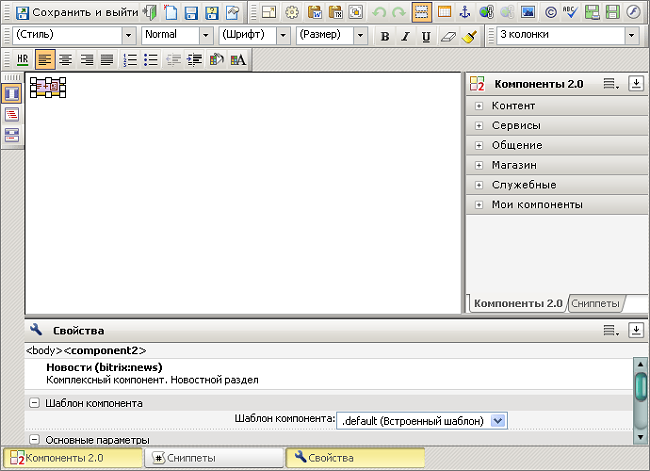 Сохранить и выйти
(Стиль) Normal (Шрифт) (Размер) B I U 3 колонки
HR A
Компоненты 2.0
Контент
Сервисы
Общение
Магазин
Служебные
Мои компоненты
Компоненты 2.0 Сниппеты
Свойства
<body><component2>
Новости (bitrix:news)
Комплексный компонент. Новостной раздел
Шаблон компонента
Шаблон компонента: .default (Встроенный шаблон)
Основные параметры
Компоненты 2.0 Сниппеты Свойства